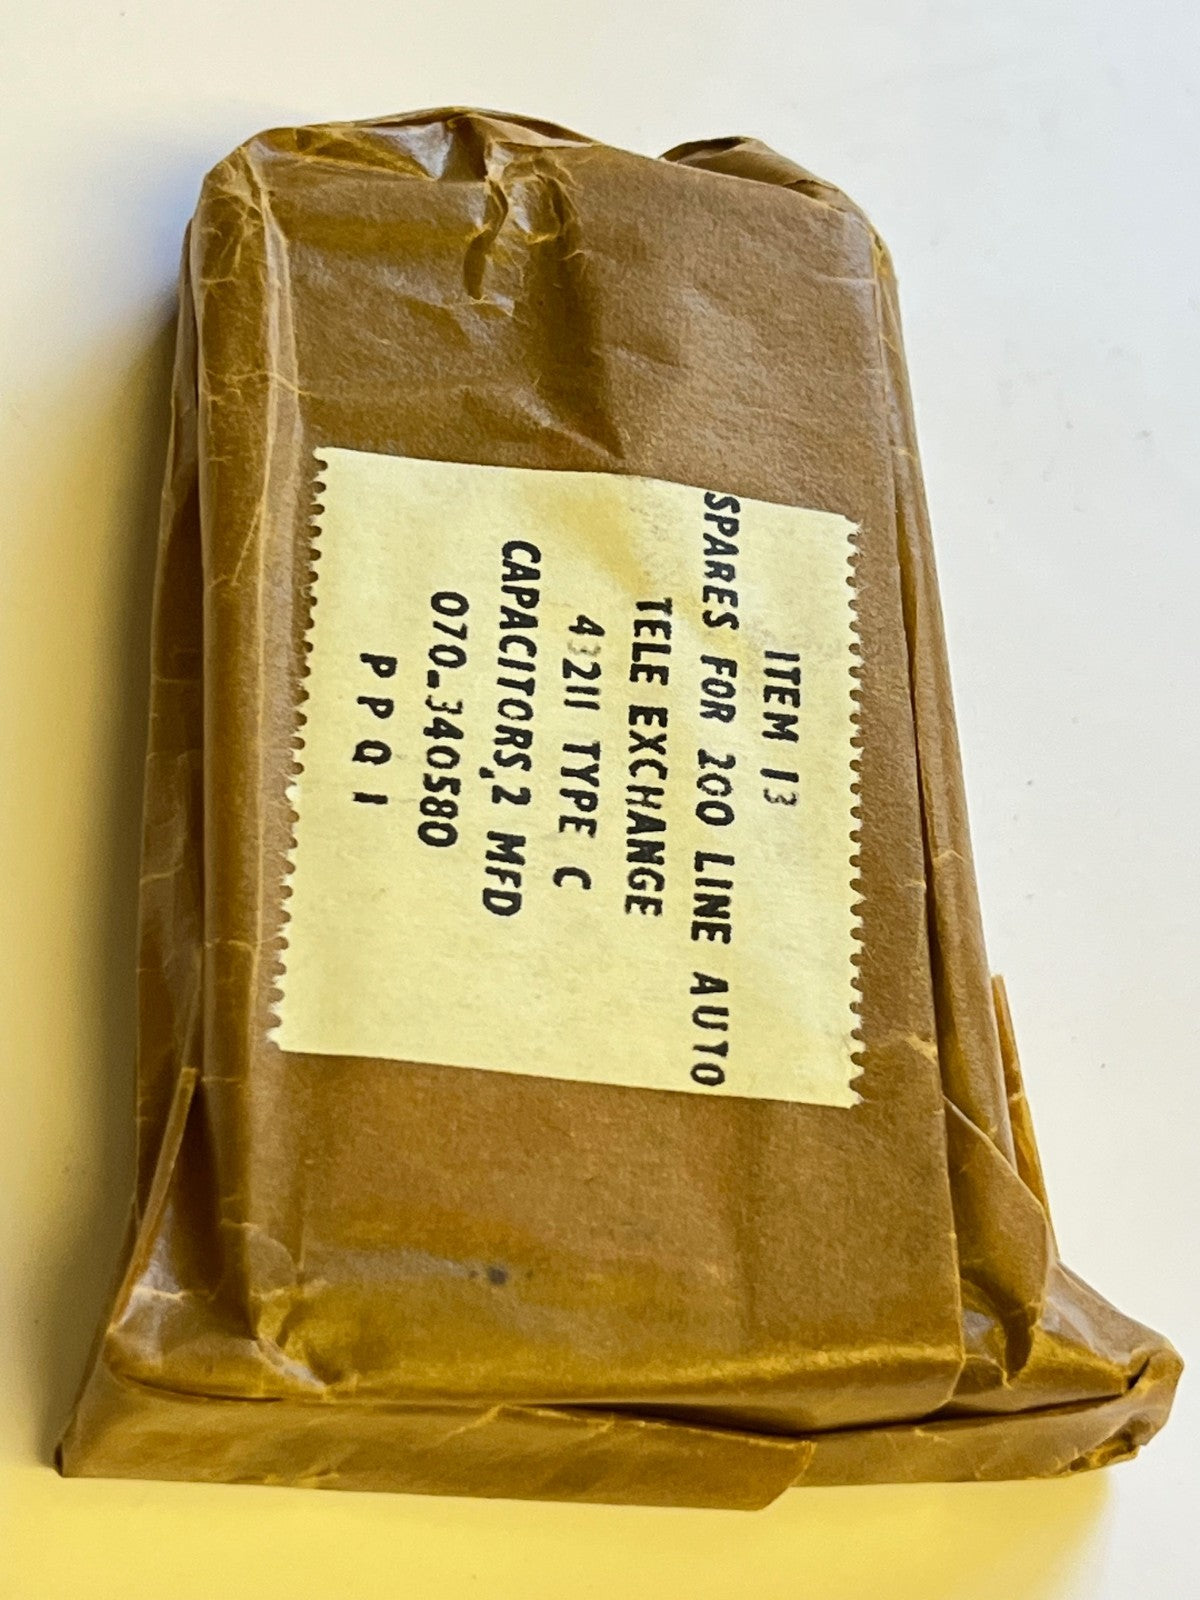 ITEM 13
SPARES FOR 200 LINE AUTO
TELE EXCHANGE
43211 TYPE C
CAPACITORS,2 MFD
070-340580
P P Q 1